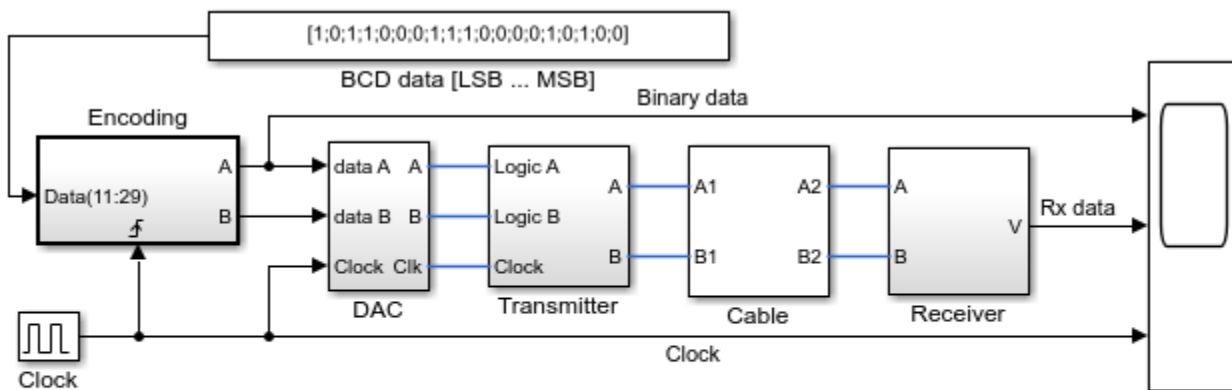 [1;0;1;1;0;0;0;1;1;1;0;0;0;0;1;0;1;0;0]
BCD data [LSB ... MSB]
Binary data
Encoding
A
Data(11:29)
B
data A A
data B B
Clock Clk
DAC
Logic A
A
Logic B
B
Clock
Transmitter
A1 A2
B1 B2
Cable
A
V
B
Receiver
Rx data
Clock
Clock